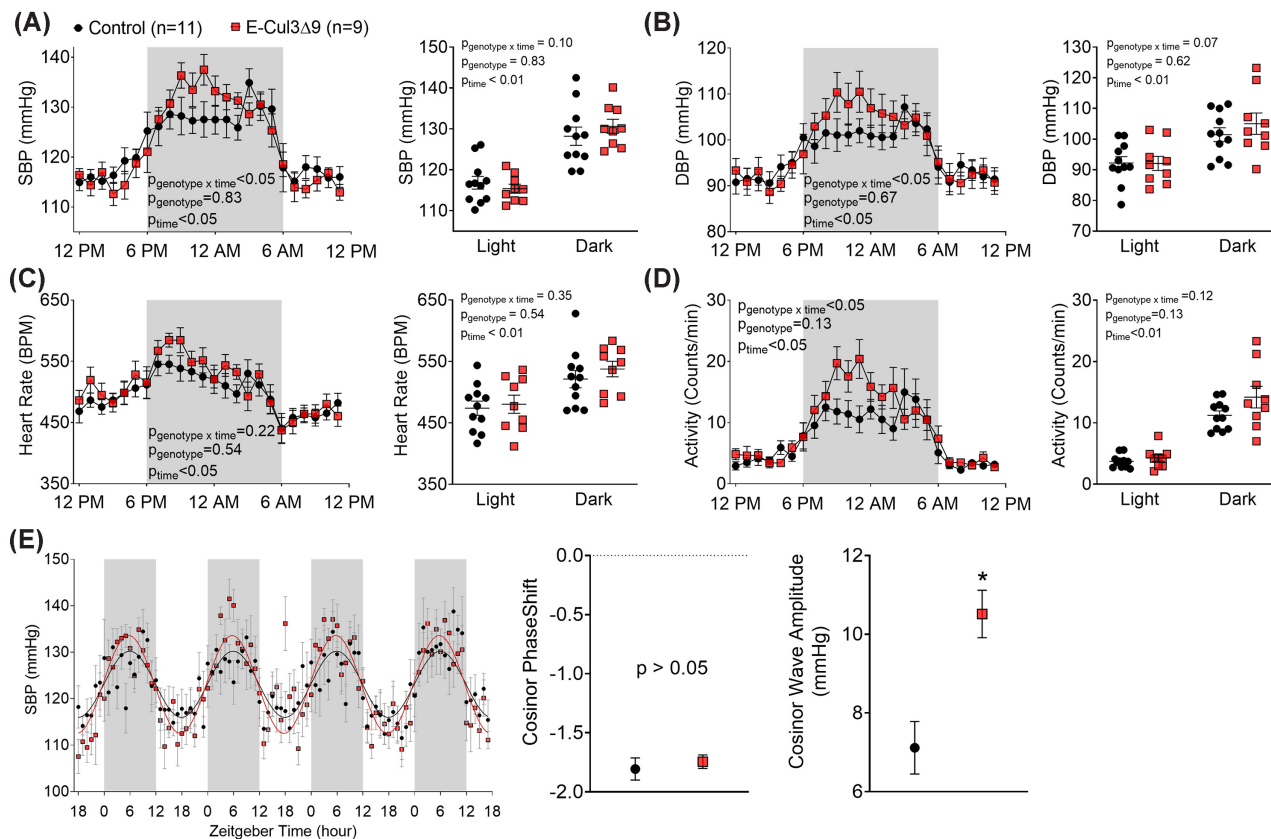 (A)
Control (n=11)
E-Cul3Δ9 (n=9)
SBP (mmHg)
140
130
120
110
pgenotype x time<0.05
pgenotype=0.83
ptime<0.05
12 PM 6 PM 12 AM 6 AM 12 PM
SBP (mmHg)
150
140
130
120
110
pgenotype x time = 0.10
pgenotype = 0.83
ptime < 0.01
Light Dark
(B)
DBP (mmHg)
120
110
100
90
80
pgenotype x time<0.05
pgenotype=0.67
ptime<0.05
12 PM 6 PM 12 AM 6 AM 12 PM
DBP (mmHg)
130
120
110
100
90
80
70
pgenotype x time = 0.07
pgenotype = 0.62
ptime < 0.01
Light Dark
(C)
Heart Rate (BPM)
650
550
450
350
pgenotype x time=0.22
pgenotype=0.54
ptime<0.05
12 PM 6 PM 12 AM 6 AM 12 PM
Heart Rate (BPM)
650
550
450
350
pgenotype x time = 0.35
pgenotype = 0.54
ptime < 0.01
Light Dark
(D)
Activity (Counts/min)
30
20
10
0
pgenotype x time<0.05
pgenotype=0.13
ptime<0.05
12 PM 6 PM 12 AM 6 AM 12 PM
Activity (Counts/min)
30
20
10
0
pgenotype x time =0.12
pgenotype =0.13
ptime<0.01
Light Dark
(E)
SBP (mmHg)
150
140
130
120
110
100
18 0 6 12 18 0 6 12 18 0 6 12 18 0 6 12 18
Zeitgeber Time (hour)
Cosinor PhaseShift
0.0
-0.5
-1.0
-1.5
-2.0
p > 0.05
Cosinor Wave Amplitude
(mmHg)
12
10
8
6
*